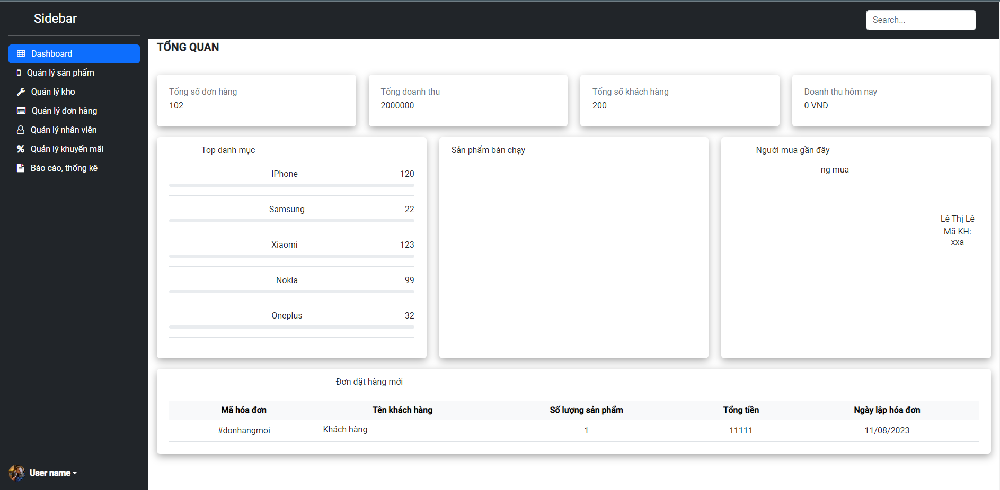 Sidebar
Search...
Dashboard
Quản lý sản phẩm
Quản lý kho
Quản lý đơn hàng
Quản lý nhân viên
Quản lý khuyến mãi
Báo cáo, thống kê
User name
TỔNG QUAN
Tổng số đơn hàng
102
Tổng doanh thu
2000000
Tổng số khách hàng
200
Doanh thu hôm nay
0 VNĐ
Top danh mục
IPhone 120
Samsung 22
Xiaomi 123
Nokia 99
Oneplus 32
Sản phẩm bán chạy
Người mua gần đây
ng mua
Lê Thị Lê
Mã KH:
xxa
Đơn đặt hàng mới
Mã hóa đơn Tên khách hàng Số lượng sản phẩm Tổng tiền Ngày lập hóa đơn
#donhangmoi Khách hàng 1 11111 11/08/2023